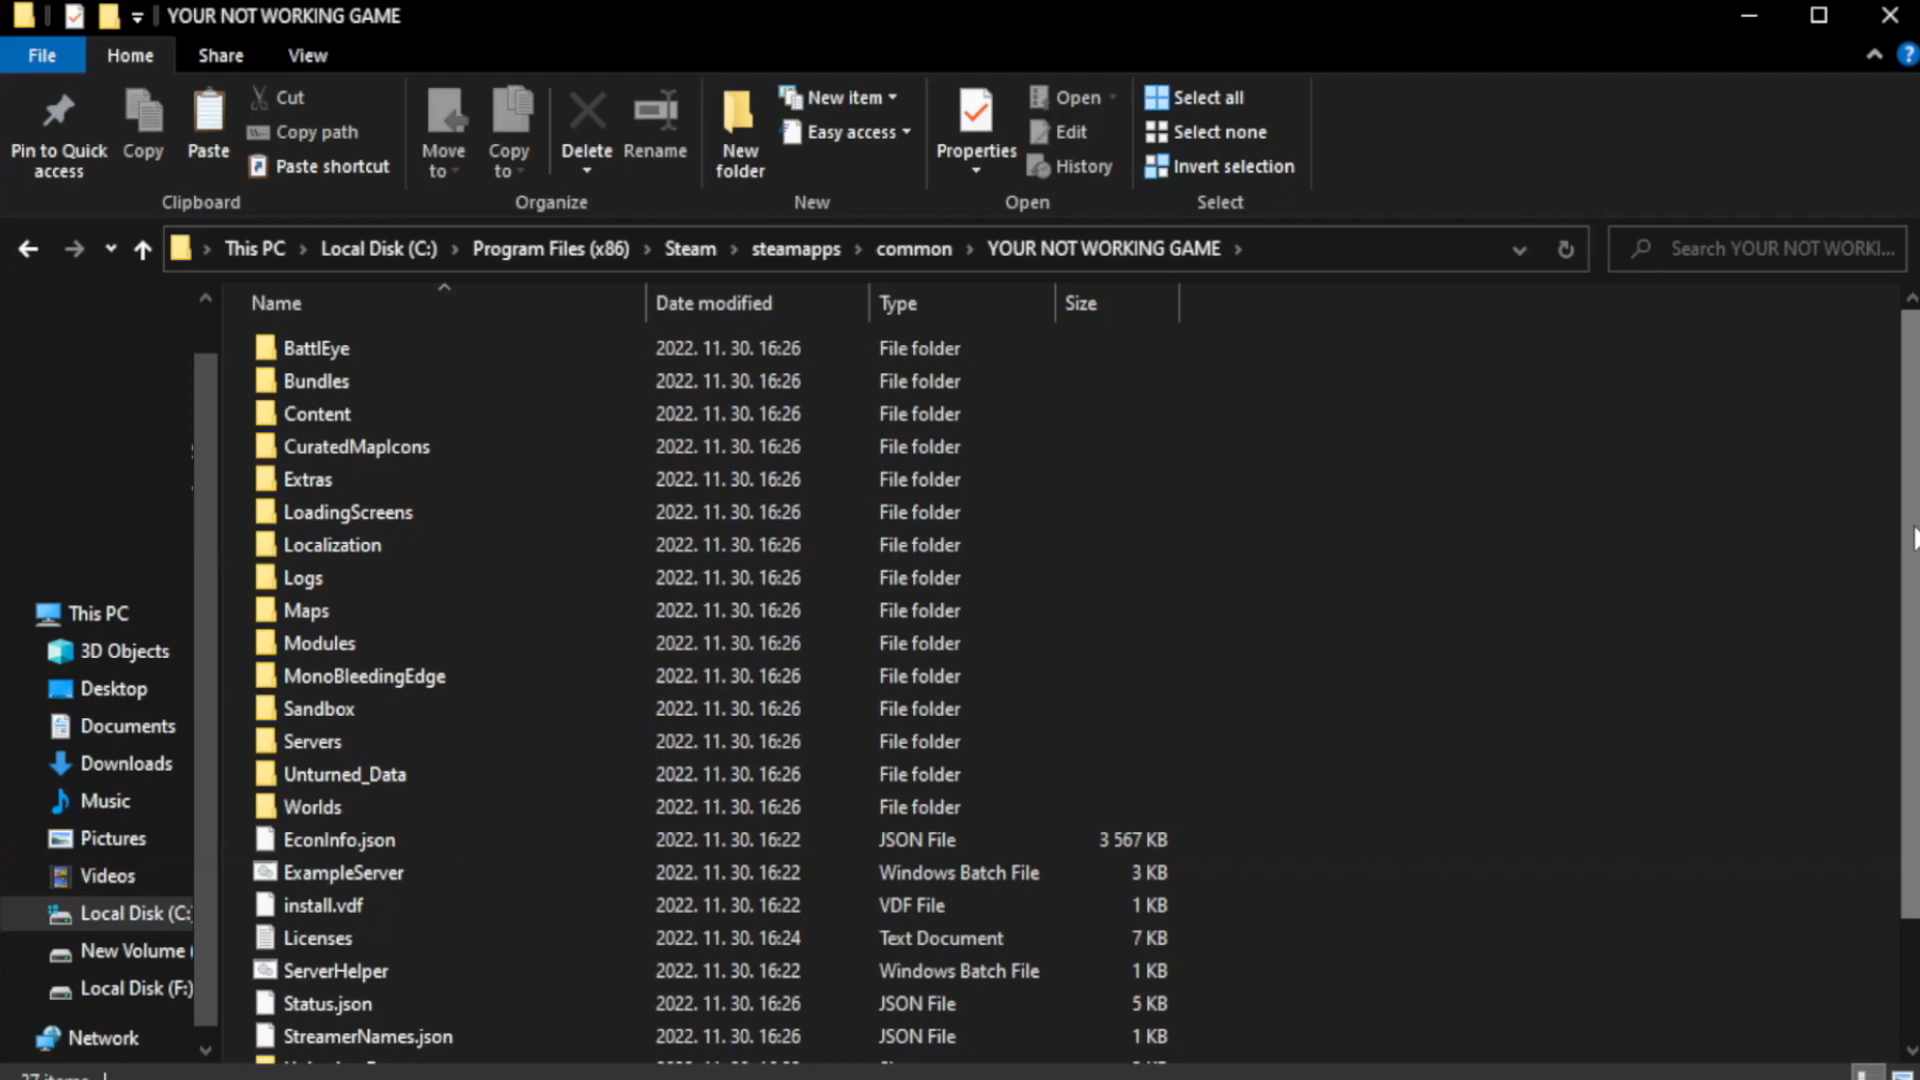 YOUR NOT WORKING GAME
File Home Share View
Pin to Quick access
Copy
Paste
Cut
Copy path
Paste shortcut
Clipboard
Move to
Copy to
Delete
Rename
Organize
New folder
New item
Easy access
New
Properties
Open
Edit
History
Open
Select all
Select none
Invert selection
Select
This PC > Local Disk (C:) > Program Files (x86) > Steam > steamapps > common > YOUR NOT WORKING GAME >
Search YOUR NOT WORKI...
Name Date modified Type Size
BattlEye 2022. 11. 30. 16:26 File folder
Bundles 2022. 11. 30. 16:26 File folder
Content 2022. 11. 30. 16:26 File folder
CuratedMapIcons 2022. 11. 30. 16:26 File folder
Extras 2022. 11. 30. 16:26 File folder
LoadingScreens 2022. 11. 30. 16:26 File folder
Localization 2022. 11. 30. 16:26 File folder
Logs 2022. 11. 30. 16:26 File folder
Maps 2022. 11. 30. 16:26 File folder
Modules 2022. 11. 30. 16:26 File folder
MonoBleedingEdge 2022. 11. 30. 16:26 File folder
Sandbox 2022. 11. 30. 16:26 File folder
Servers 2022. 11. 30. 16:26 File folder
Unturned_Data 2022. 11. 30. 16:26 File folder
Worlds 2022. 11. 30. 16:26 File folder
EconInfo.json 2022. 11. 30. 16:22 JSON File 3 567 KB
ExampleServer 2022. 11. 30. 16:22 Windows Batch File 3 KB
install.vdf 2022. 11. 30. 16:22 VDF File 1 KB
Licenses 2022. 11. 30. 16:24 Text Document 7 KB
ServerHelper 2022. 11. 30. 16:22 Windows Batch File 1 KB
Status.json 2022. 11. 30. 16:26 JSON File 5 KB
StreamerNames.json 2022. 11. 30. 16:26 JSON File 1 KB
This PC
3D Objects
Desktop
Documents
Downloads
Music
Pictures
Videos
Local Disk (C:)
New Volume (
Local Disk (F:)
Network